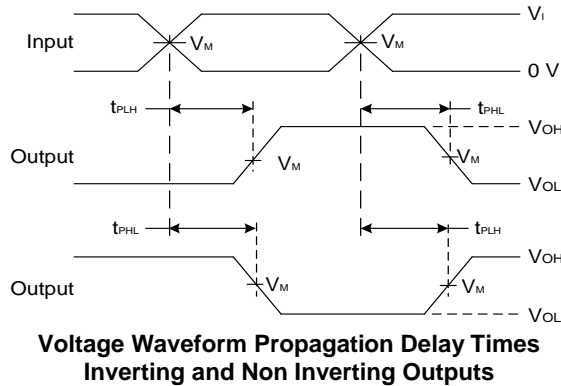 VI
Input
VM
VM
0 V
tPLH
tPHL
VOH
Output
VM
VM
VOL
tPHL
tPLH
VOH
Output
VM
VM
VOL
Voltage Waveform Propagation Delay Times
Inverting and Non Inverting Outputs